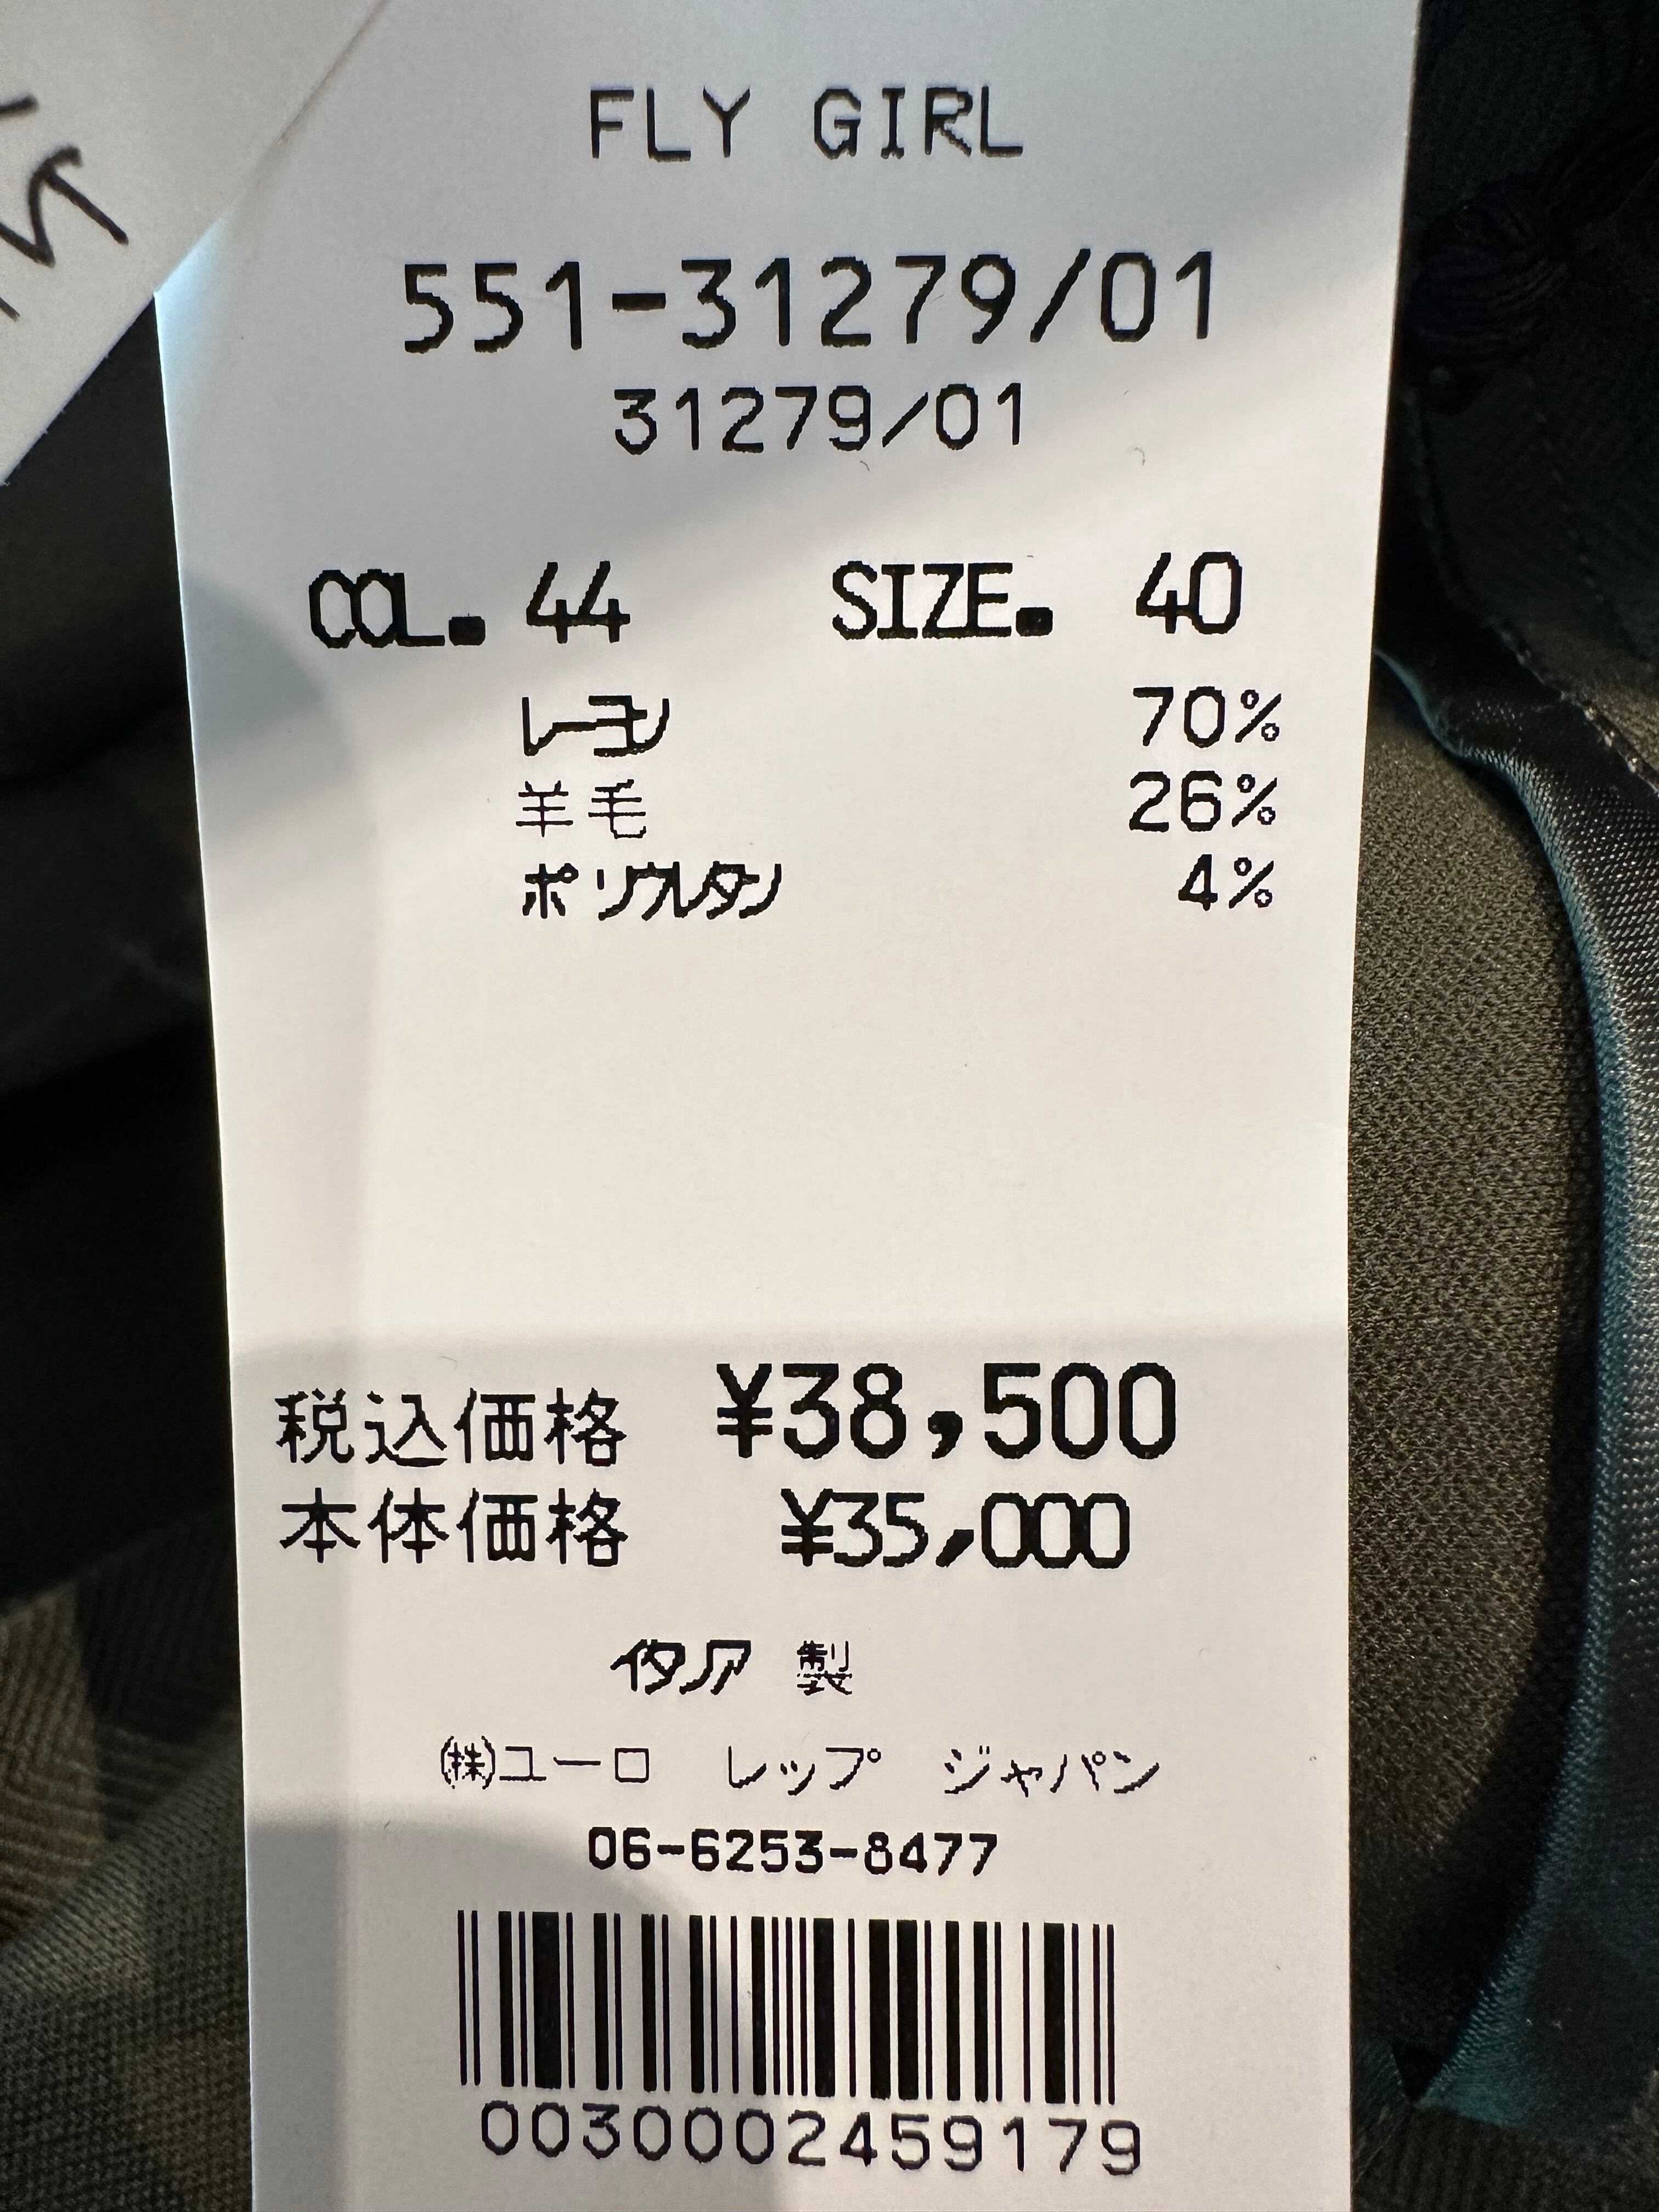 FLY GIRL
551-31279/01
31279/01
COL. 44 SIZE. 40
レーヨン 70%
羊毛 26%
ポリウレタン 4%
税込価格 ¥38,500
本体価格 ¥35,000
イタリア 製
㈱ユーロ レップ ジャパン
06-6253-8477
0030002459179